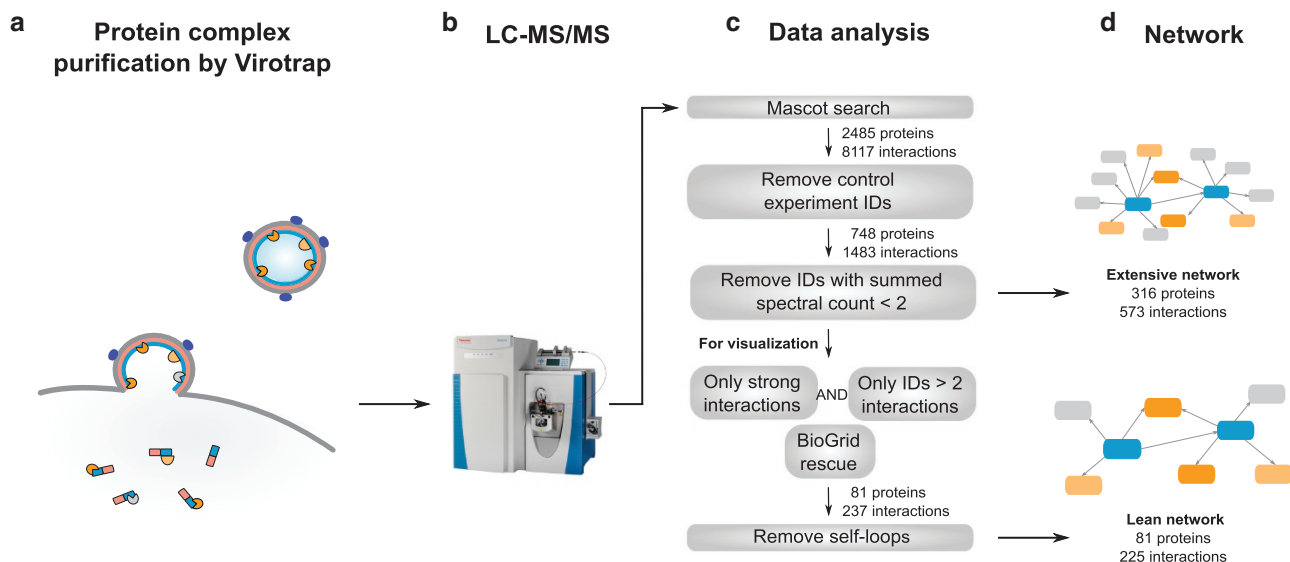 a
Protein complex
purification by Virotrap
b
LC-MS/MS
c
Data analysis
d
Network
Mascot search
2485 proteins
8117 interactions
Remove control
experiment IDs
748 proteins
1483 interactions
Remove IDs with summed
spectral count < 2
For visualization
Only strong
interactions
AND
Only IDs > 2
interactions
BioGrid
rescue
81 proteins
237 interactions
Remove self-loops
Extensive network
316 proteins
573 interactions
Lean network
81 proteins
225 interactions